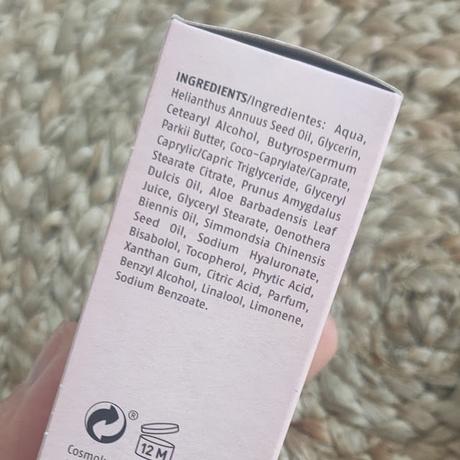 INGREDIENTS/Ingredientes: Aqua,
Helianthus Annuus Seed Oil, Glycerin,
Cetearyl Alcohol, Butyrospermum
Parkii Butter, Coco-Caprylate/Caprate,
Caprylic/Capric Triglyceride, Glyceryl
Stearate Citrate, Prunus Amygdalus
Dulcis Oil, Aloe Barbadensis Leaf
Juice, Glyceryl Stearate, Oenothera
Biennis Oil, Simmondsia Chinensis
Seed Oil, Sodium Hyaluronate,
Bisabolol, Tocopherol, Phytic Acid,
Xanthan Gum, Citric Acid, Parfum,
Benzyl Alcohol, Linalool, Limonene,
Sodium Benzoate.
®
12 M